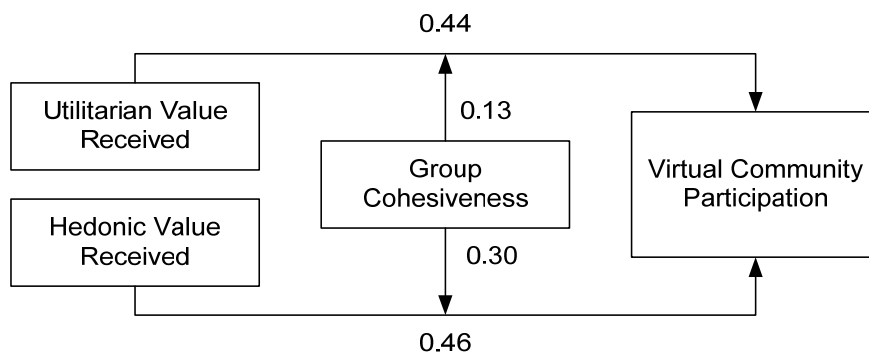 0.44
Utilitarian Value
Received
0.13
Group
Cohesiveness
Virtual Community
Participation
Hedonic Value
Received
0.30
0.46